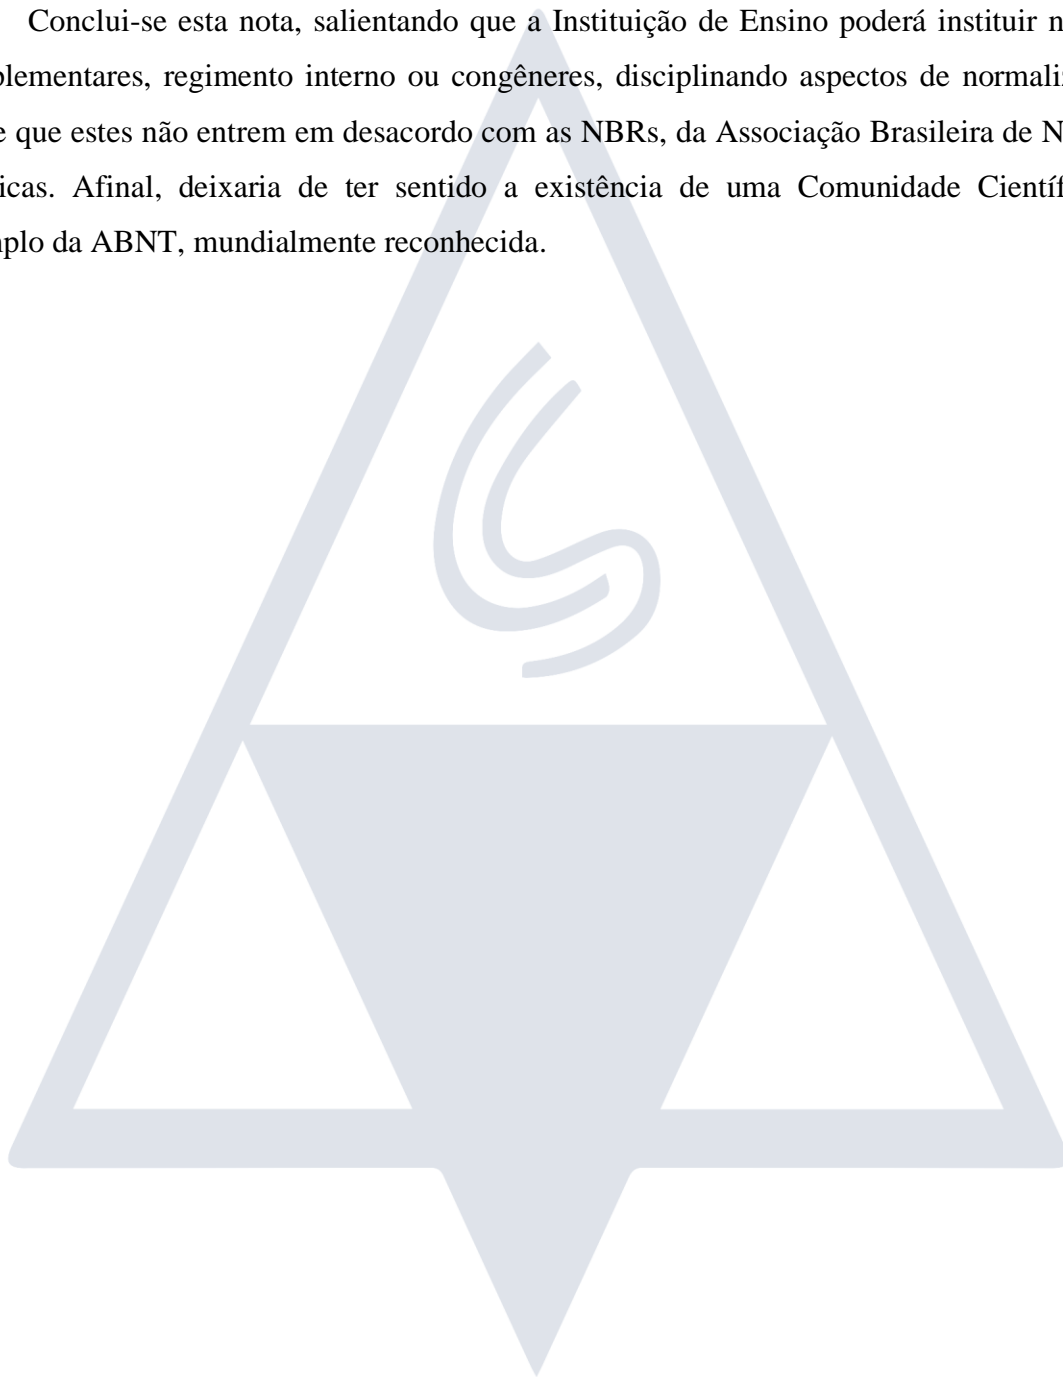 Conclui-se esta nota, salientando que a Instituição de Ensino poderá instituir n
plementares, regimento interno ou congêneres, disciplinando aspectos de normaliz
e que estes não entrem em desacordo com as NBRs, da Associação Brasileira de N
icas. Afinal, deixaria de ter sentido a existência de uma Comunidade Científ
nplo da ABNT, mundialmente reconhecida.